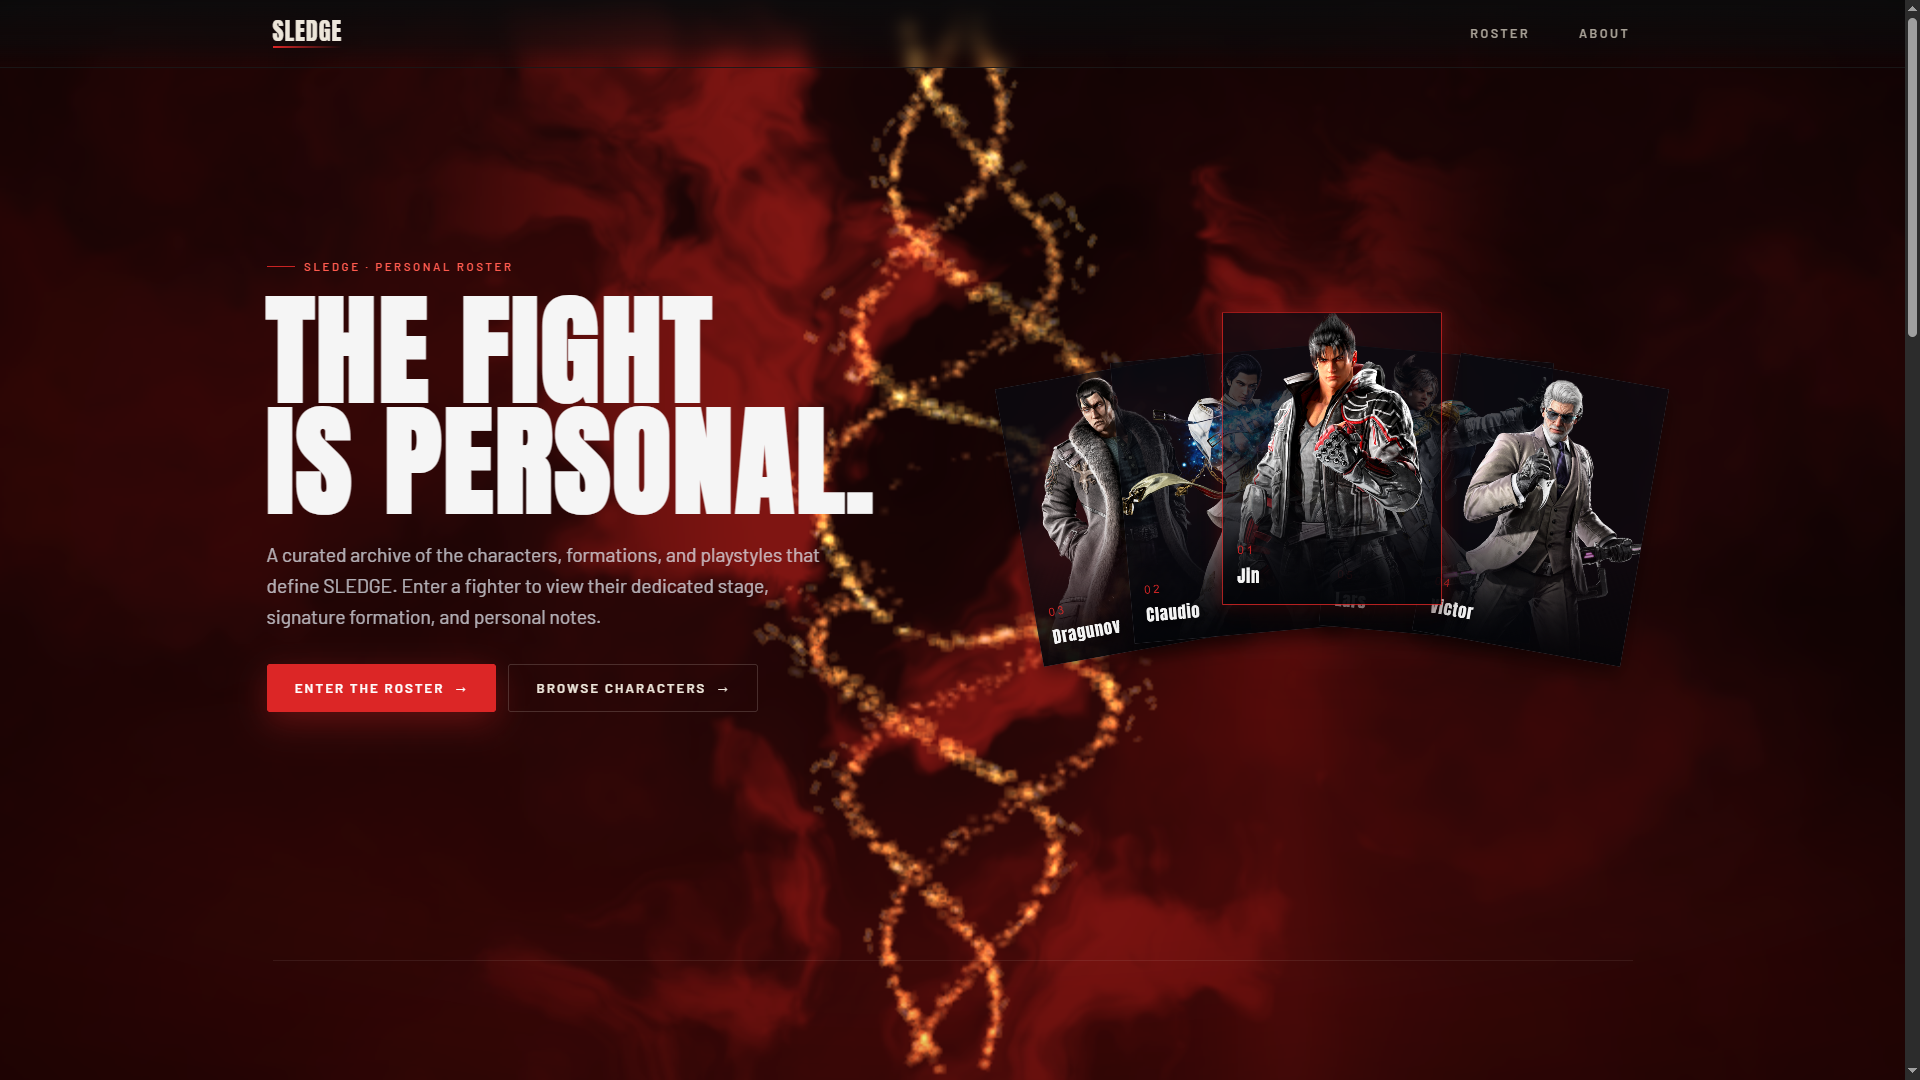 SLEDGE
ROSTER
ABOUT
SLEDGE · PERSONAL ROSTER
THE FIGHT
IS PERSONAL.
A curated archive of the characters, formations, and playstyles that
define SLEDGE. Enter a fighter to view their dedicated stage,
signature formation, and personal notes.
ENTER THE ROSTER →
BROWSE CHARACTERS →
03
Dragunov
02
Claudio
01
Jin
Lars
4
Victor